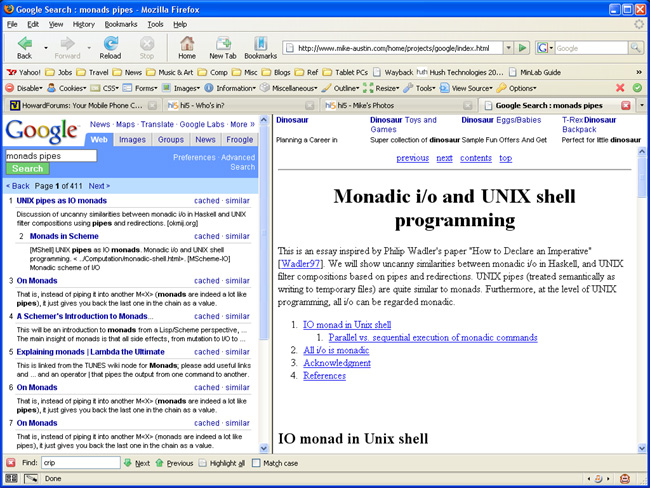 Google Search : monads pipes - Mozilla Firefox
File Edit View History Bookmarks Tools Help
Back Forward Reload Stop Home New Tab Bookmarks http://www.mike-austin.com/home/projects/google/index.html Google
Yahoo! Jobs Travel News Music & Art Comp Misc Blogs Ref Tablet PCs Wayback huh Hush Technologies 20... MinLab Guide
Disable Cookies CSS Forms Images Information Miscellaneous Outline Resize Tools View Source Options
HowardForums: Your Mobile Phone C... hi5 hi5 - Who's in? hi5 hi5 - Mike's Photos Google Search : monads pipes
Google
News · Maps · Translate · Google Labs · More »
Web Images Groups News Froogle
monads pipes
Search
Preferences · Advanced
Search
< Back Page 1 of 411 Next >
1 UNIX pipes as IO monads cached · similar
Discussion of uncanny similarities between monadic i/o in Haskell and UNIX
filter compositions using pipes and redirections. [okmij.org]
2 Monads in Scheme cached · similar
[MShell] UNIX pipes as IO monads. Monadic i/o and UNIX shell
programming. < ../Computation/monadic-shell.html>. [MScheme-IO]
Monadic scheme of I/O
3 On Monads cached · similar
That is, instead of piping it into another M<X> (monads are indeed a lot like
pipes), it just gives you back the last one in the chain as a value.
4 A Schemer's Introduction to Monads... cached · similar
This will be an introduction to monads from a Lisp/Scheme perspective, ...
The main insight of monads is that all side effects, from mutation to I/O to ...
5 Explaining monads | Lambda the Ultimate cached · similar
This is linked from the TUNES wiki node for Monads; please add useful links
and ... and an operator | that pipes the output from one command to another.
6 On Monads cached · similar
That is, instead of piping it into another M<X> (monads are indeed a lot like
pipes), it just gives you back the last one in the chain as a value.
7 On Monads cached · similar
That is, instead of piping it into another M<X> (monads are indeed a lot like
pipes), it just gives you back the last one in the chain as a value.
Dinosaur Dinosaur Toys and Games Dinosaur Eggs/Babies T-Rex Dinosaur Backpack
Planning a Career in Super collection of dinosaur Sample Fun Offers And Get Perfect for little dinosaur
previous next contents top
Monadic i/o and UNIX shell
programming
This is an essay inspired by Philip Wadler's paper "How to Declare an Imperative"
[Wadler97]. We will show uncanny similarities between monadic i/o in Haskell, and UNIX
filter compositions based on pipes and redirections. UNIX pipes (treated semantically as
writing to temporary files) are quite similar to monads. Furthermore, at the level of UNIX
programming, all i/o can be regarded monadic.
1. IO monad in Unix shell
1. Parallel vs. sequential execution of monadic commands
2. All i/o is monadic
3. Acknowledgment
4. References
IO monad in Unix shell
Find: crip Next Previous Highlight all Match case
Done